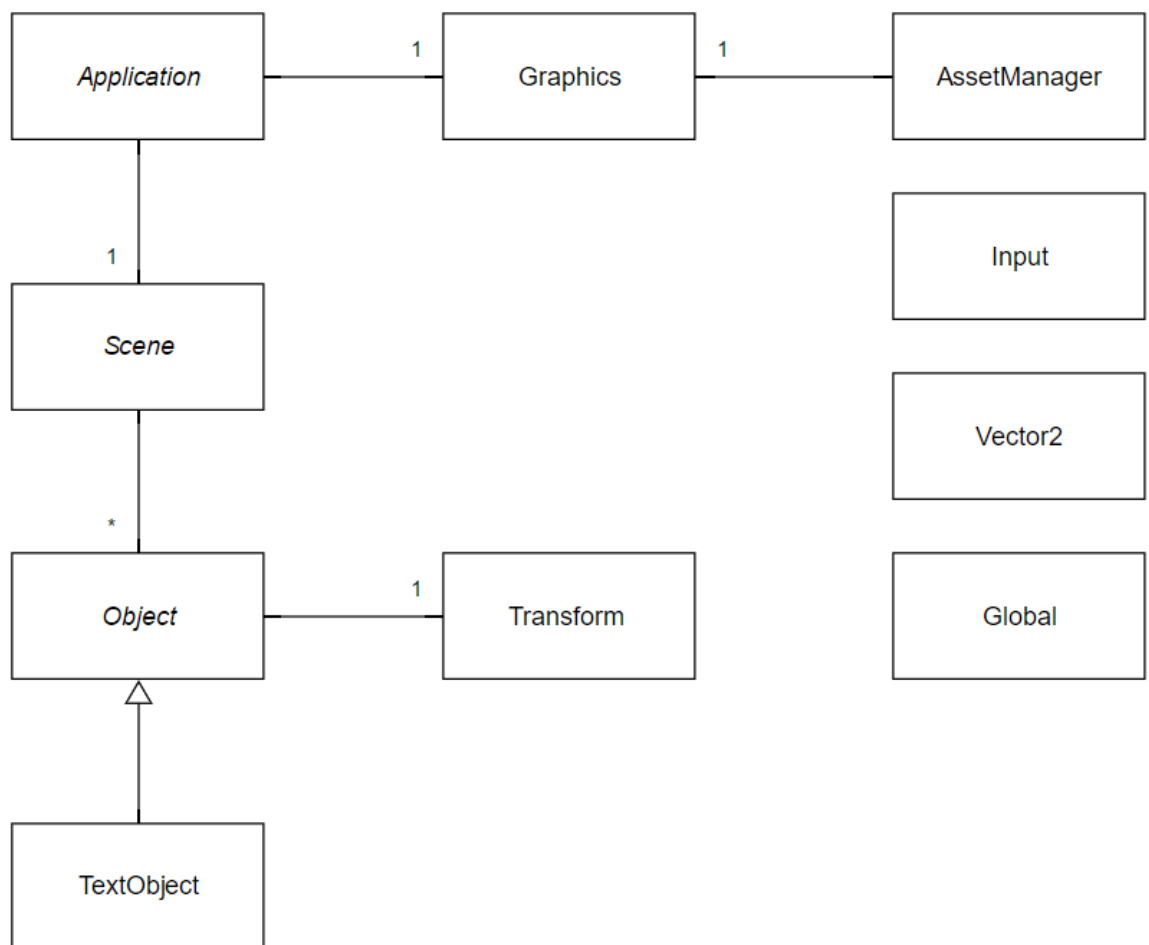 Application
1
Graphics
1
AssetManager
Input
1
Scene
Vector2
*
Object
1
Transform
Global
TextObject